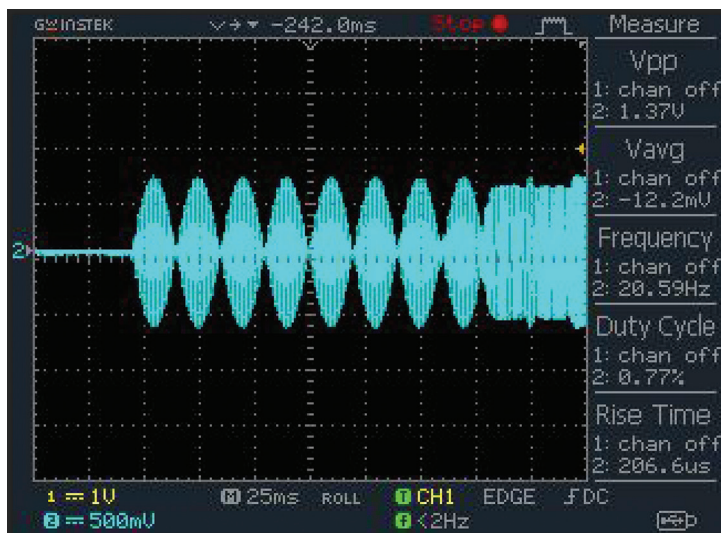 GWINSTEK -242.0ms Stop
Measure
Vpp
1: chan off
2: 1.37V
Vavg
1: chan off
2: -12.2mV
Frequency
1: chan off
2: 20.59Hz
Duty Cycle
1: chan off
2: 0.77%
Rise Time
1: chan off
2: 206.6us
2
1 1V M 25ms ROLL T CH1 EDGE DC
2 500mV f <2Hz